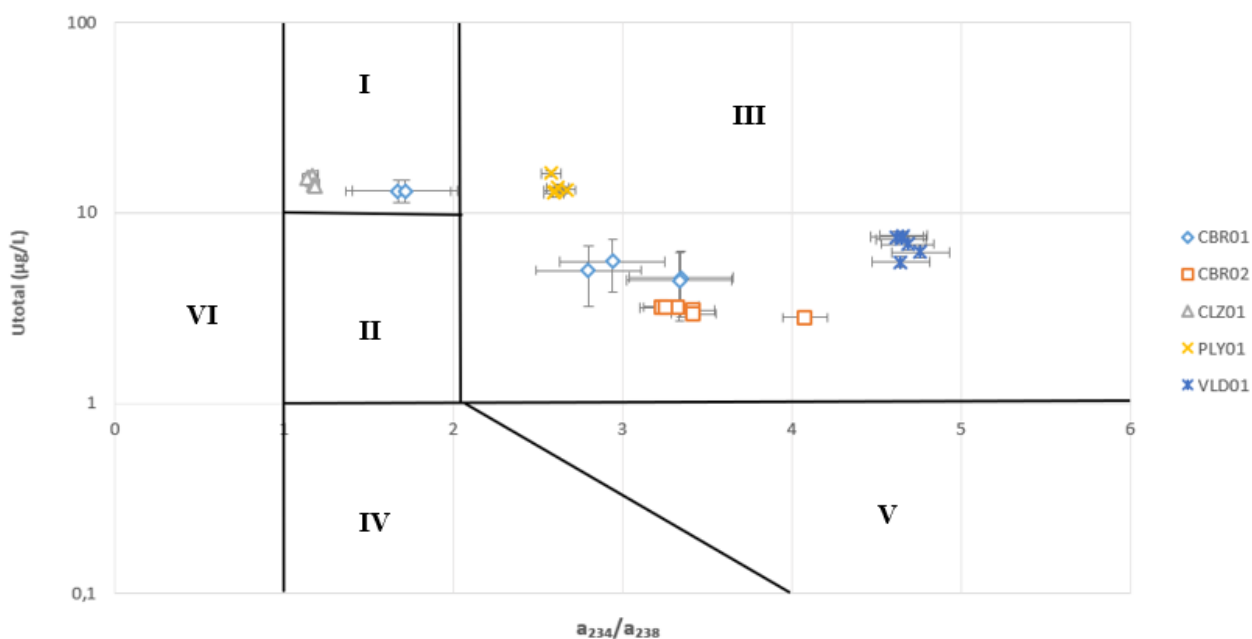 100
I
III
10
CBR01
CBR02
CLZ01
PLY01
VLD01
Utotal (µg/L)
VI
II
1
0 1 2 3 4 5 6
IV
V
0,1
a₂₃₄/a₂₃₈